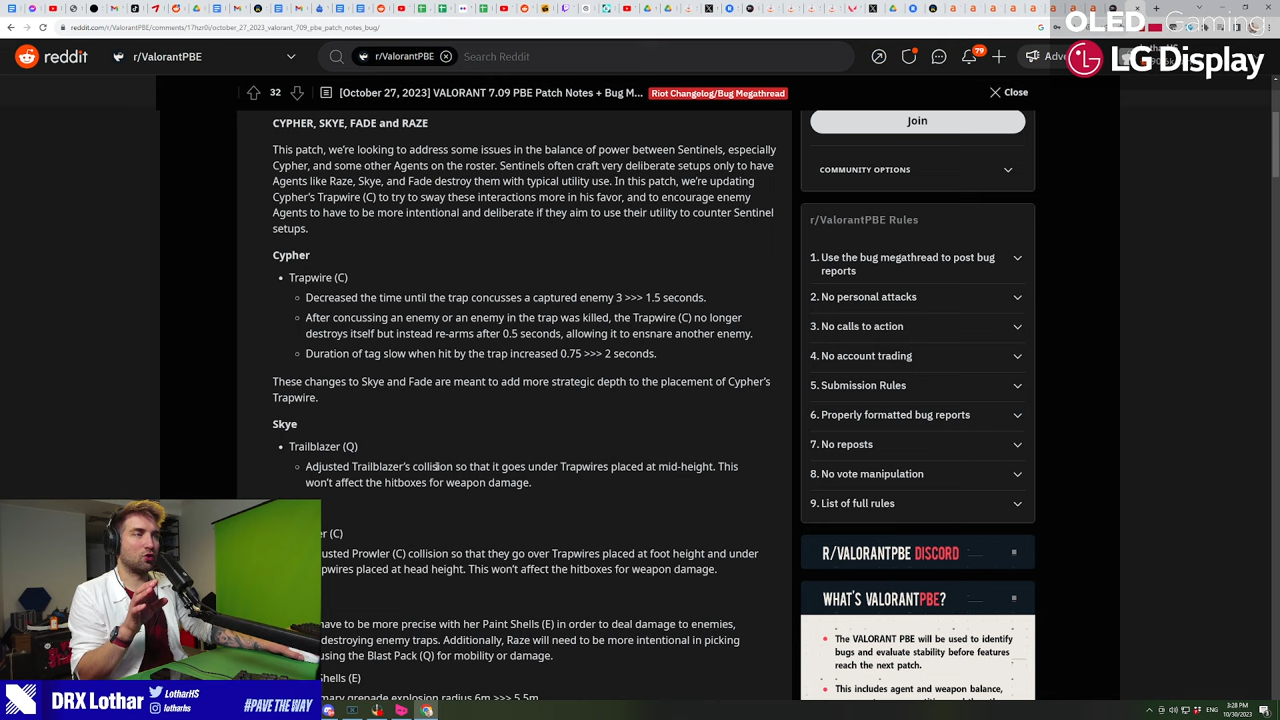 reddit.com/r/ValorantPBE/comments/17hzr0i/october_27_2023_valorant_709_pbe_patch_notes_bug/
OLED Gaming
LG Display
reddit
r/ValorantPBE
r/ValorantPBE
Search Reddit
79
32
[October 27, 2023] VALORANT 7.09 PBE Patch Notes + Bug M...
Riot Changelog/Bug Megathread
Close
CYPHER, SKYE, FADE and RAZE
This patch, we're looking to address some issues in the balance of power between Sentinels, especially
Cypher, and some other Agents on the roster. Sentinels often craft very deliberate setups only to have
Agents like Raze, Skye, and Fade destroy them with typical utility use. In this patch, we're updating
Cypher's Trapwire (C) to try to sway these interactions more in his favor, and to encourage enemy
Agents to have to be more intentional and deliberate if they aim to use their utility to counter Sentinel
setups.
Cypher
• Trapwire (C)
○ Decreased the time until the trap concusses a captured enemy 3 >>> 1.5 seconds.
○ After concussing an enemy or an enemy in the trap was killed, the Trapwire (C) no longer
destroys itself but instead re-arms after 0.5 seconds, allowing it to ensnare another enemy.
○ Duration of tag slow when hit by the trap increased 0.75 >>> 2 seconds.
These changes to Skye and Fade are meant to add more strategic depth to the placement of Cypher's
Trapwire.
Skye
• Trailblazer (Q)
○ Adjusted Trailblazer's collision so that it goes under Trapwires placed at mid-height. This
won't affect the hitboxes for weapon damage.
er (C)
usted Prowler (C) collision so that they go over Trapwires placed at foot height and under
pwires placed at head height. This won't affect the hitboxes for weapon damage.
have to be more precise with her Paint Shells (E) in order to deal damage to enemies,
destroying enemy traps. Additionally, Raze will need to be more intentional in picking
using the Blast Pack (Q) for mobility or damage.
Shells (E)
mary grenade explosion radius 6m >>> 5.5m
Join
COMMUNITY OPTIONS
r/ValorantPBE Rules
1. Use the bug megathread to post bug
reports
2. No personal attacks
3. No calls to action
4. No account trading
5. Submission Rules
6. Properly formatted bug reports
7. No reposts
8. No vote manipulation
9. List of full rules
R/VALORANTPBE DISCORD
WHAT'S VALORANTPBE?
• The VALORANT PBE will be used to identify
bugs and evaluate stability before features
reach the next patch.
• This includes agent and weapon balance,
DRX Lothar
LotharHS
lotharhs
#PAVE THE WAY
ENG
3:28 PM
10/30/2023